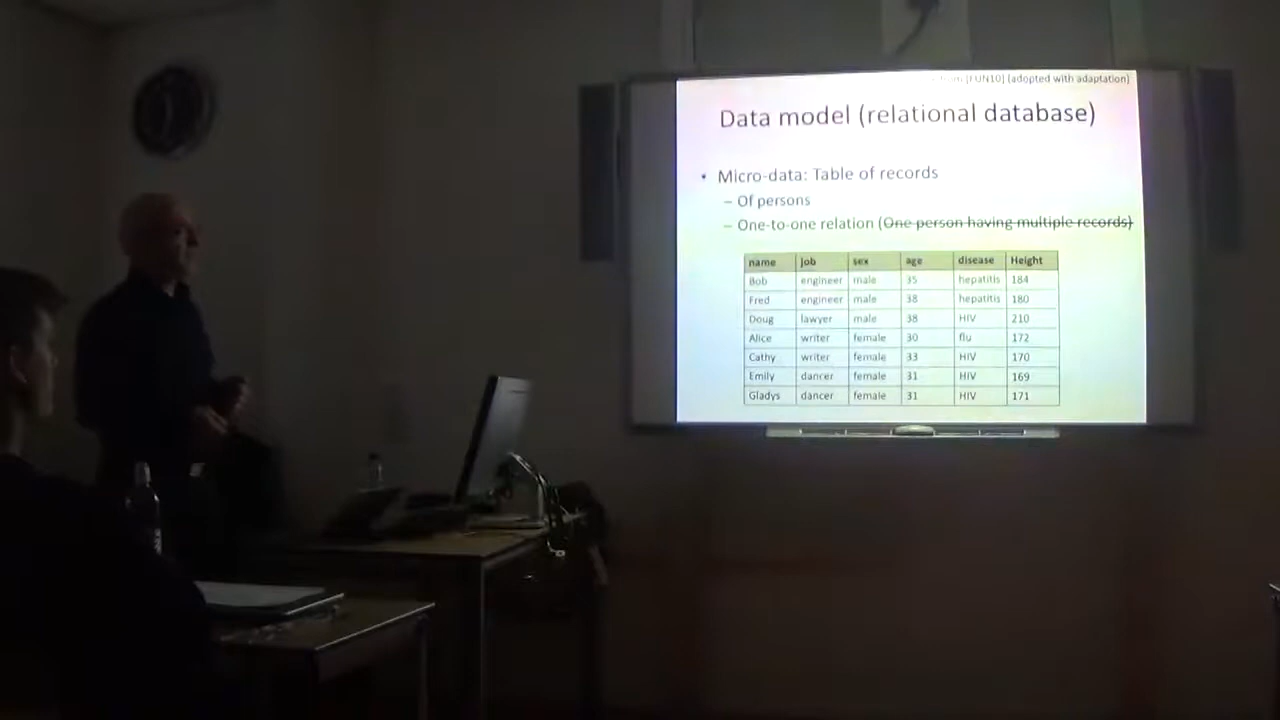 [FUN10] (adopted with adaptation)
Data model (relational database)
• Micro-data: Table of records
– Of persons
– One-to-one relation (One person having multiple records)
name job sex age disease Height
Bob engineer male 35 hepatitis 184
Fred engineer male 38 hepatitis 180
Doug lawyer male 38 HIV 210
Alice writer female 30 flu 172
Cathy writer female 33 HIV 170
Emily dancer female 31 HIV 169
Gladys dancer female 31 HIV 171